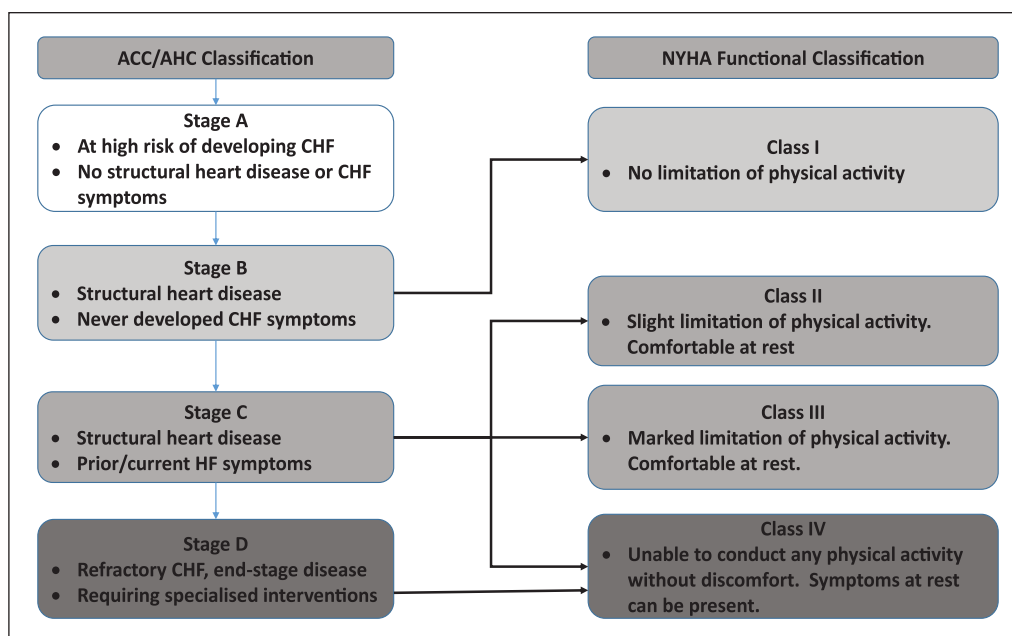 ACC/AHC Classification
Stage A
• At high risk of developing CHF
• No structural heart disease or CHF
symptoms
Stage B
• Structural heart disease
• Never developed CHF symptoms
Stage C
• Structural heart disease
• Prior/current HF symptoms
Stage D
• Refractory CHF, end-stage disease
• Requiring specialised interventions
NYHA Functional Classification
Class I
• No limitation of physical activity
Class II
• Slight limitation of physical activity.
Comfortable at rest
Class III
• Marked limitation of physical activity.
Comfortable at rest.
Class IV
• Unable to conduct any physical activity
without discomfort. Symptoms at rest
can be present.